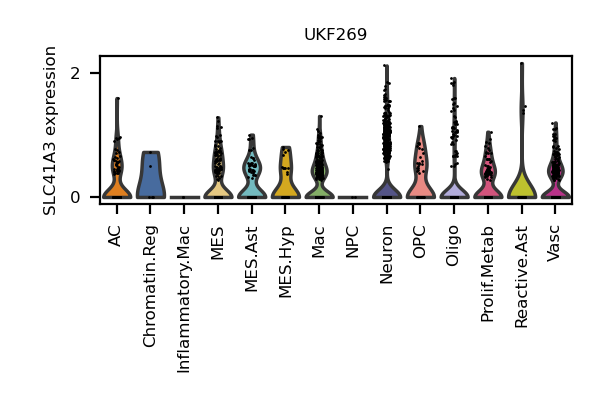 UKF269
SLC41A3 expression
2
0
AC
Chromatin.Reg
Inflammatory.Mac
MES
MES.Ast
MES.Hyp
Mac
NPC
Neuron
OPC
Oligo
Prolif.Metab
Reactive.Ast
Vasc